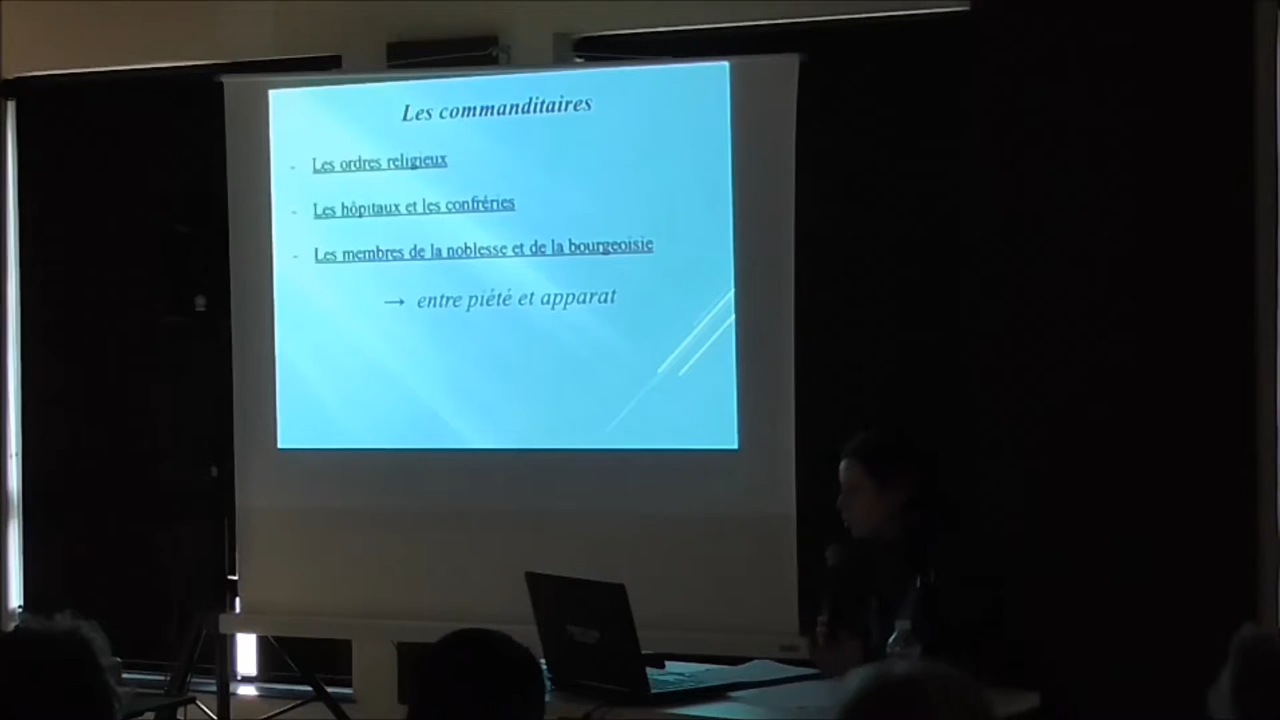 Les commanditaires
- Les ordres religieux
- Les hôpitaux et les confréries
- Les membres de la noblesse et de la bourgeoisie
→ entre piété et apparat